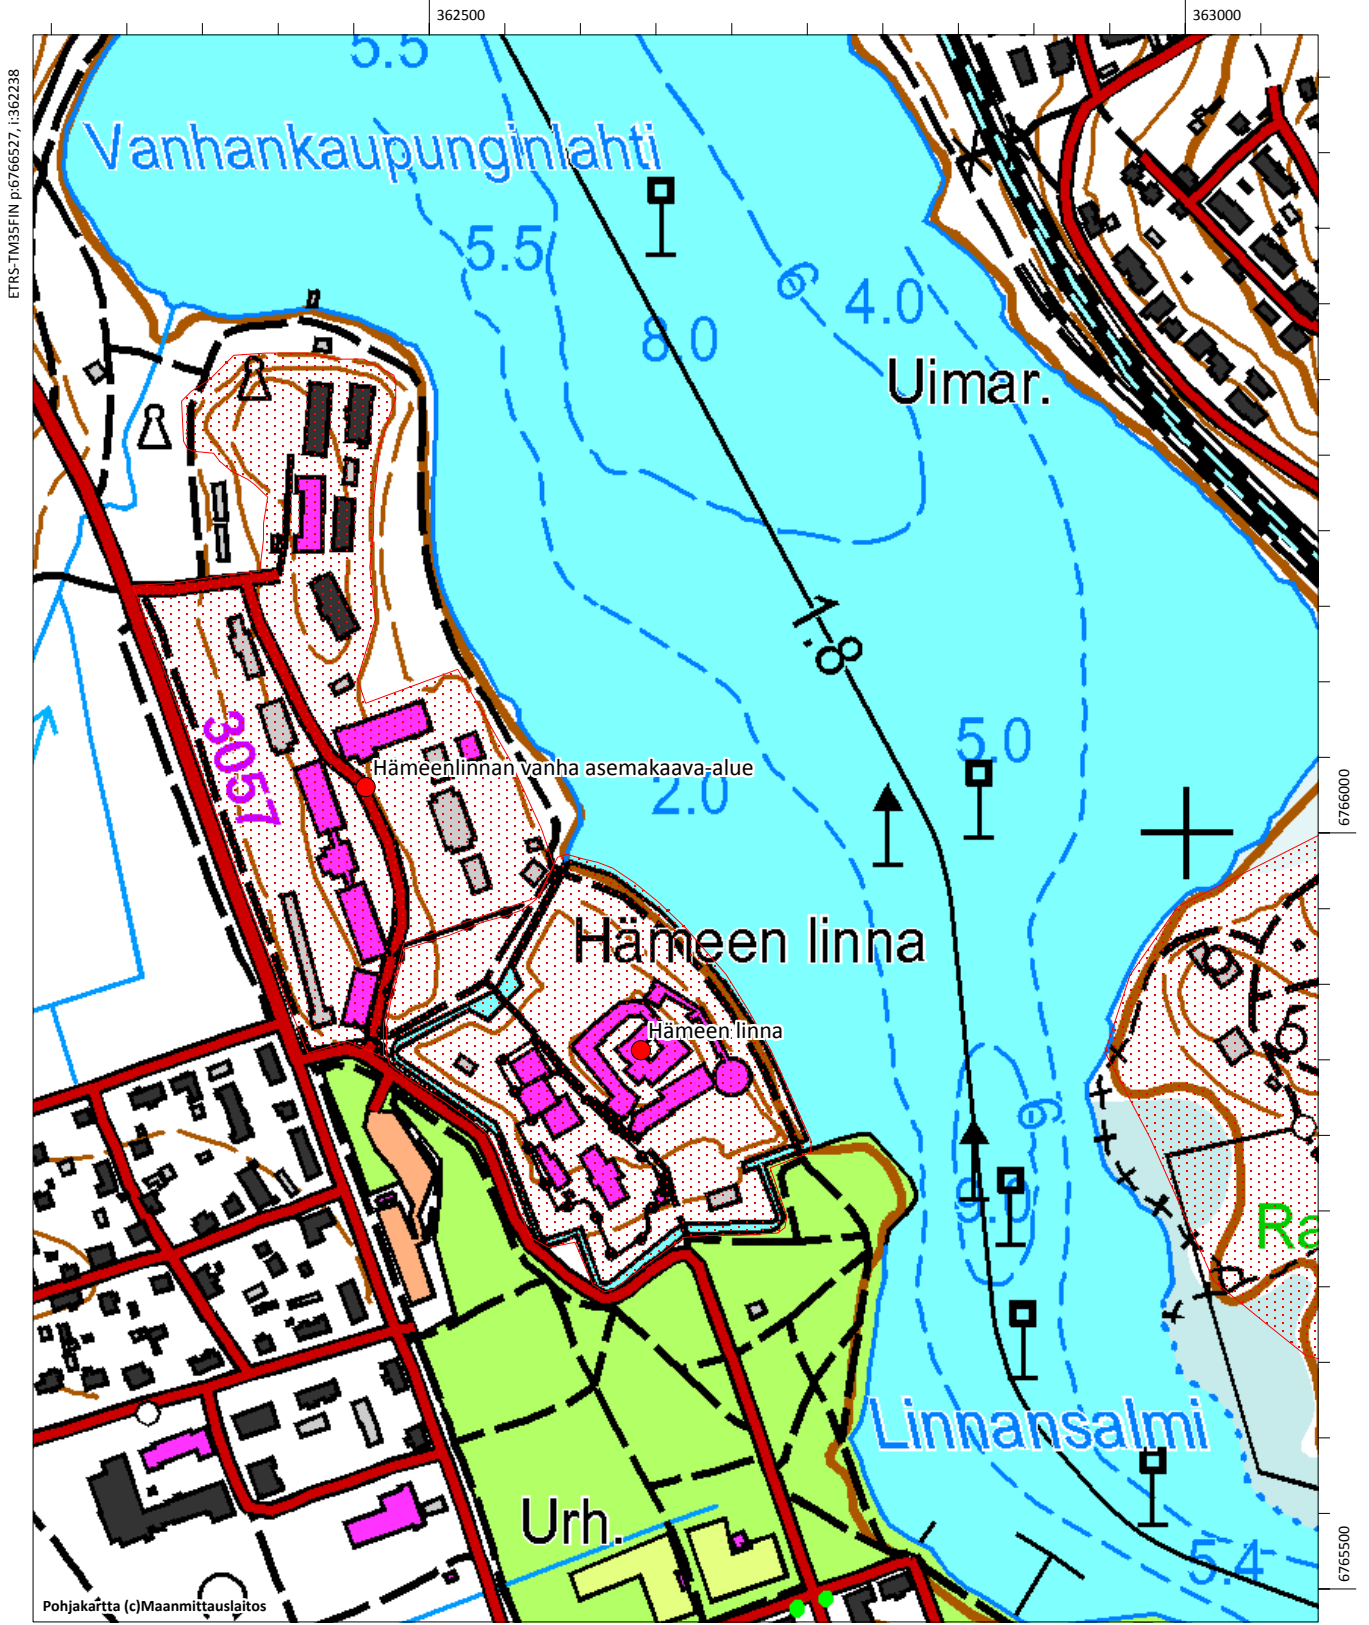 362500
363000
ETRS-TM35FIN p:6766527, i:362238
5.5
Vanhankaupunginlahti
5.5
6
4.0
8.0
Uimar.
1.8
3057
5.0
Hämeenlinnan vanha asemakaava-alue
2.0
6766000
Hämeen linna
Hämeen linna
6
9.0
Ra
Linnansalmi
Urh.
5.4
6765500
Pohjakartta (c)Maanmittauslaitos